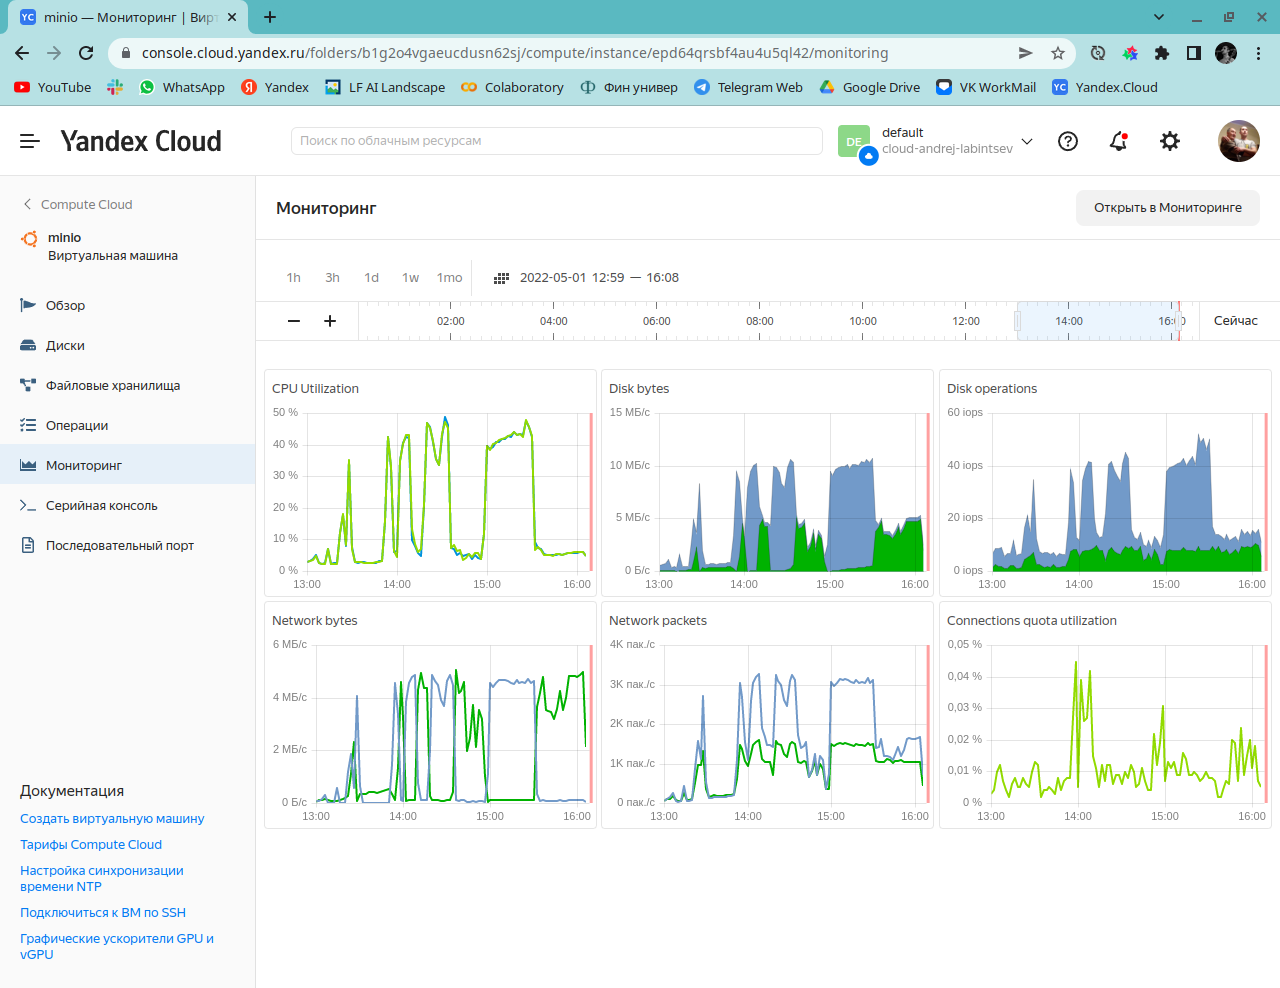 minio — Мониторинг | Вирт
console.cloud.yandex.ru/folders/b1g2o4vgaeucdusn62sj/compute/instance/epd64qrsbf4au4u5ql42/monitoring
YouTube WhatsApp Yandex LF AI Landscape Colaboratory Фин универ Telegram Web Google Drive VK WorkMail Yandex.Cloud
Yandex Cloud
Поиск по облачным ресурсам
DE
default
cloud-andrej-labintsev
Compute Cloud
minio
Виртуальная машина
Обзор
Диски
Файловые хранилища
Операции
Мониторинг
Серийная консоль
Последовательный порт
Документация
Создать виртуальную машину
Тарифы Compute Cloud
Настройка синхронизации
времени NTP
Подключиться к ВМ по SSH
Графические ускорители GPU и
vGPU
Мониторинг
Открыть в Мониторинге
1h 3h 1d 1w 1mo 2022-05-01 12:59 — 16:08
02:00 04:00 06:00 08:00 10:00 12:00 14:00 16:00 Сейчас
CPU Utilization
50 %
40 %
30 %
20 %
10 %
0 %
13:00 14:00 15:00 16:00
Disk bytes
15 МБ/с
10 МБ/с
5 МБ/с
0 Б/с
13:00 14:00 15:00 16:00
Disk operations
60 iops
40 iops
20 iops
0 iops
13:00 14:00 15:00 16:00
Network bytes
6 МБ/с
4 МБ/с
2 МБ/с
0 Б/с
13:00 14:00 15:00 16:00
Network packets
4K пак./с
3K пак./с
2K пак./с
1K пак./с
0 пак./с
13:00 14:00 15:00 16:00
Connections quota utilization
0,05 %
0,04 %
0,03 %
0,02 %
0,01 %
0 %
13:00 14:00 15:00 16:00